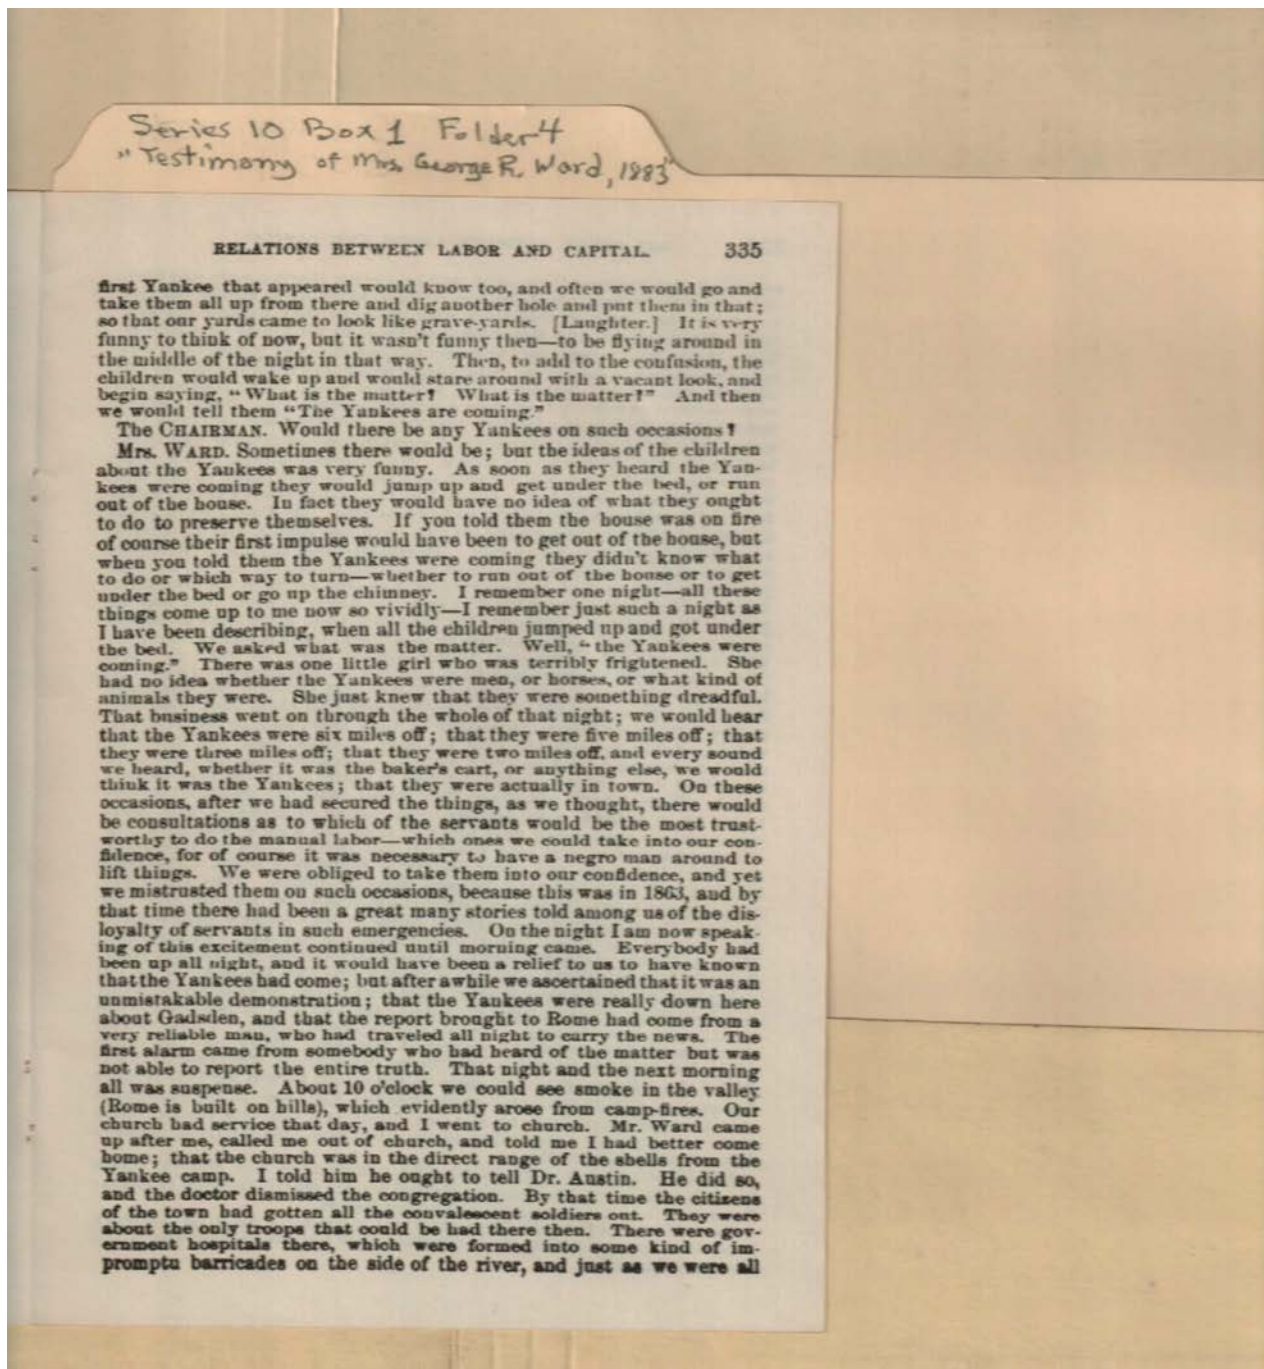 Series 10 Box 1 Folder 4
"Testimony of Mrs. George R. Ward, 1883"
RELATIONS BETWEEN LABOR AND CAPITAL. 335
first Yankee that appeared would know too, and often we would go and
take them all up from there and dig another hole and put them in that;
so that our yards came to look like grave-yards. [Laughter.] It is very
funny to think of now, but it wasn't funny then—to be flying around in
the middle of the night in that way. Then, to add to the confusion, the
children would wake up and would stare around with a vacant look, and
begin saying, "What is the matter? What is the matter?" And then
we would tell them "The Yankees are coming."
The CHAIRMAN. Would there be any Yankees on such occasions?
Mrs. WARD. Sometimes there would be; but the ideas of the children
about the Yankees was very funny. As soon as they heard the Yan-
kees were coming they would jump up and get under the bed, or run
out of the house. In fact they would have no idea of what they ought
to do to preserve themselves. If you told them the house was on fire
of course their first impulse would have been to get out of the house, but
when you told them the Yankees were coming they didn't know what
to do or which way to turn—whether to run out of the house or to get
under the bed or go up the chimney. I remember one night—all these
things come up to me now so vividly—I remember just such a night as
I have been describing, when all the children jumped up and got under
the bed. We asked what was the matter. Well, "the Yankees were
coming." There was one little girl who was terribly frightened. She
had no idea whether the Yankees were men, or horses, or what kind of
animals they were. She just knew that they were something dreadful.
That business went on through the whole of that night; we would hear
that the Yankees were six miles off; that they were five miles off; that
they were three miles off; that they were two miles off, and every sound
we heard, whether it was the baker's cart, or anything else, we would
think it was the Yankees; that they were actually in town. On these
occasions, after we had secured the things, as we thought, there would
be consultations as to which of the servants would be the most trust-
worthy to do the manual labor—which ones we could take into our con-
fidence, for of course it was necessary to have a negro man around to
lift things. We were obliged to take them into our confidence, and yet
we mistrusted them on such occasions, because this was in 1863, and by
that time there had been a great many stories told among us of the dis-
loyalty of servants in such emergencies. On the night I am now speak-
ing of this excitement continued until morning came. Everybody had
been up all night, and it would have been a relief to us to have known
that the Yankees had come; but after awhile we ascertained that it was an
unmistakable demonstration; that the Yankees were really down here
about Gadsden, and that the report brought to Rome had come from a
very reliable man, who had traveled all night to carry the news. The
first alarm came from somebody who had heard of the matter but was
not able to report the entire truth. That night and the next morning
all was suspense. About 10 o'clock we could see smoke in the valley
(Rome is built on hills), which evidently arose from camp-fires. Our
church had service that day, and I went to church. Mr. Ward came
up after me, called me out of church, and told me I had better come
home; that the church was in the direct range of the shells from the
Yankee camp. I told him he ought to tell Dr. Austin. He did so,
and the doctor dismissed the congregation. By that time the citizens
of the town had gotten all the convalescent soldiers out. They were
about the only troops that could be had there then. There were gov-
ernment hospitals there, which were formed into some kind of im-
promptu barricades on the side of the river, and just as we were all